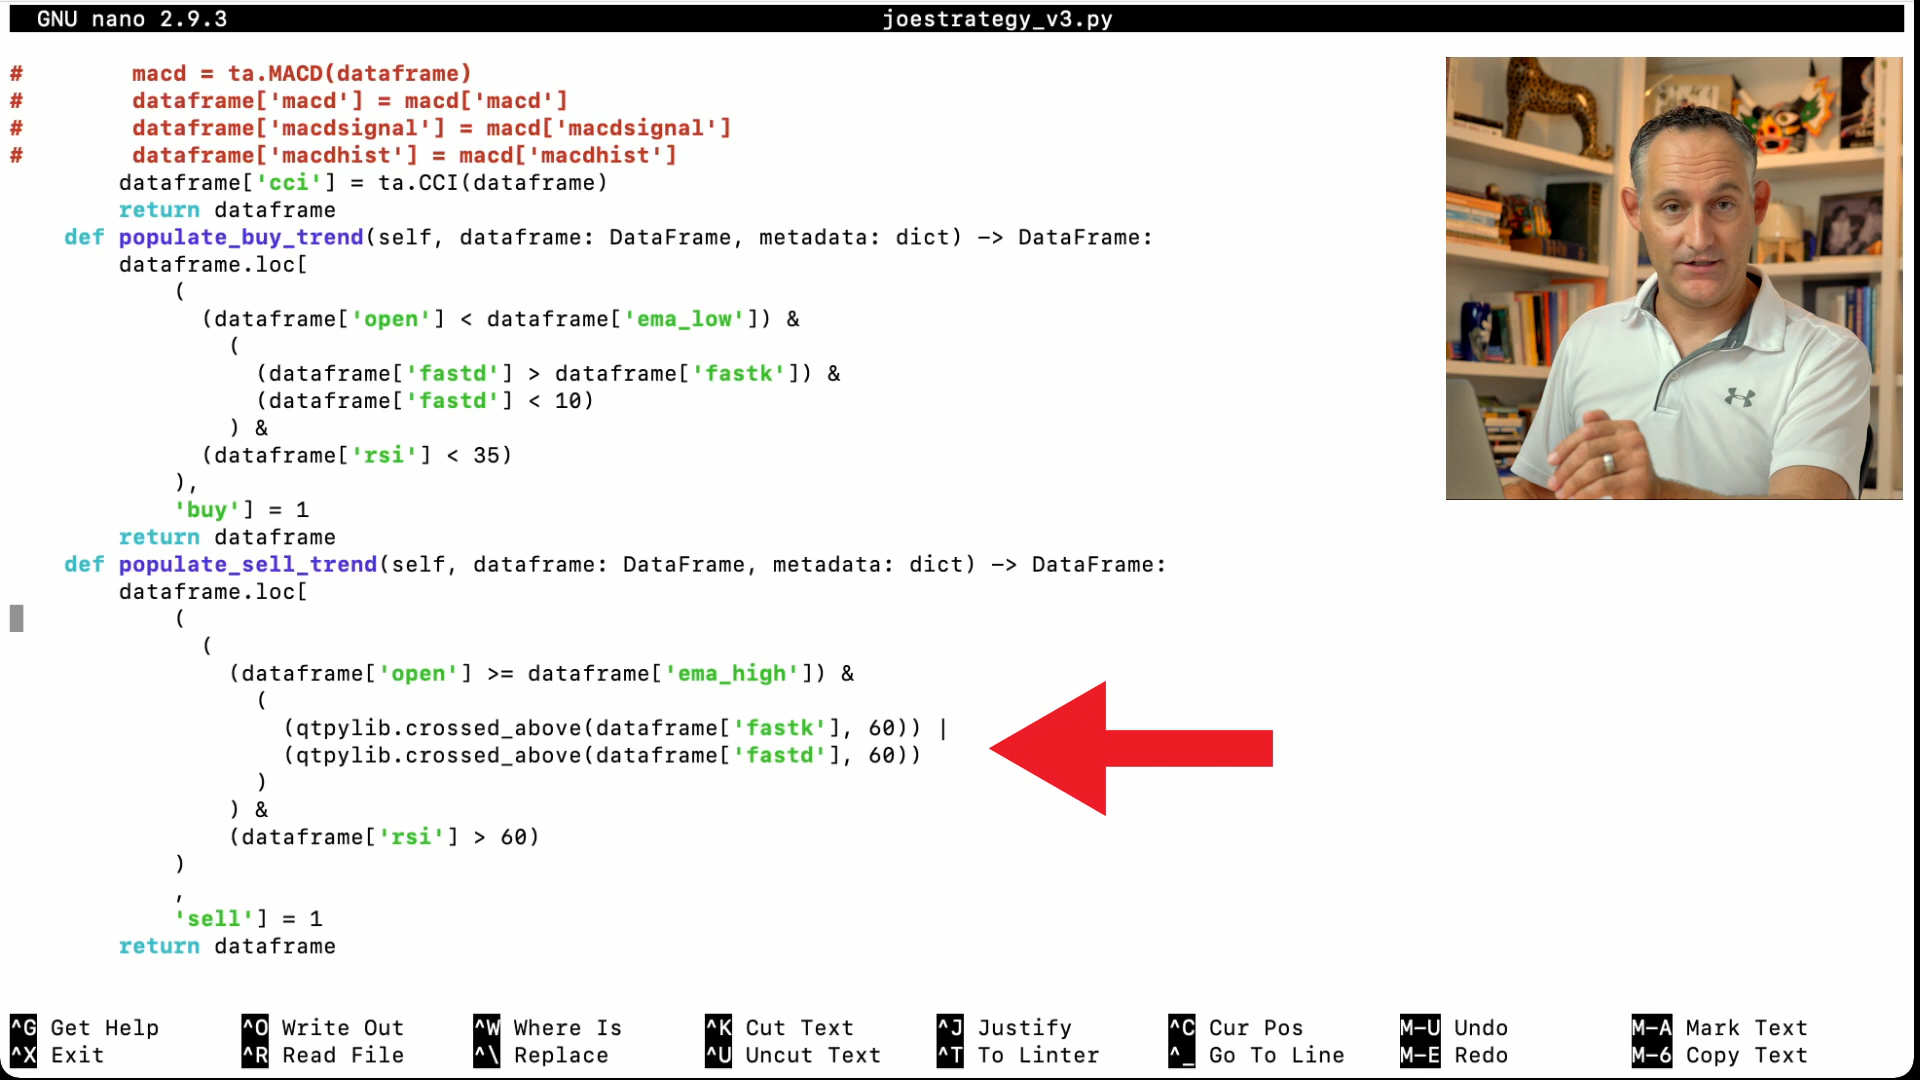 GNU nano 2.9.3 joestrategy_v3.py
#        macd = ta.MACD(dataframe)
#        dataframe['macd'] = macd['macd']
#        dataframe['macdsignal'] = macd['macdsignal']
#        dataframe['macdhist'] = macd['macdhist']
        dataframe['cci'] = ta.CCI(dataframe)
        return dataframe
    def populate_buy_trend(self, dataframe: DataFrame, metadata: dict) -> DataFrame:
        dataframe.loc[
            (
              (dataframe['open'] < dataframe['ema_low']) &
                (
                  (dataframe['fastd'] > dataframe['fastk']) &
                  (dataframe['fastd'] < 10)
                ) &
              (dataframe['rsi'] < 35)
            ),
            'buy'] = 1
        return dataframe
    def populate_sell_trend(self, dataframe: DataFrame, metadata: dict) -> DataFrame:
        dataframe.loc[
            (
              (
                (dataframe['open'] >= dataframe['ema_high']) &
                  (
                    (qtpylib.crossed_above(dataframe['fastk'], 60)) |
                    (qtpylib.crossed_above(dataframe['fastd'], 60))
                  )
                ) &
                (dataframe['rsi'] > 60)
            )
            ,
            'sell'] = 1
        return dataframe
^G Get Help ^O Write Out ^W Where Is ^K Cut Text ^J Justify ^C Cur Pos M-U Undo M-A Mark Text
^X Exit ^R Read File ^\ Replace ^U Uncut Text ^T To Linter ^_ Go To Line M-E Redo M-6 Copy Text